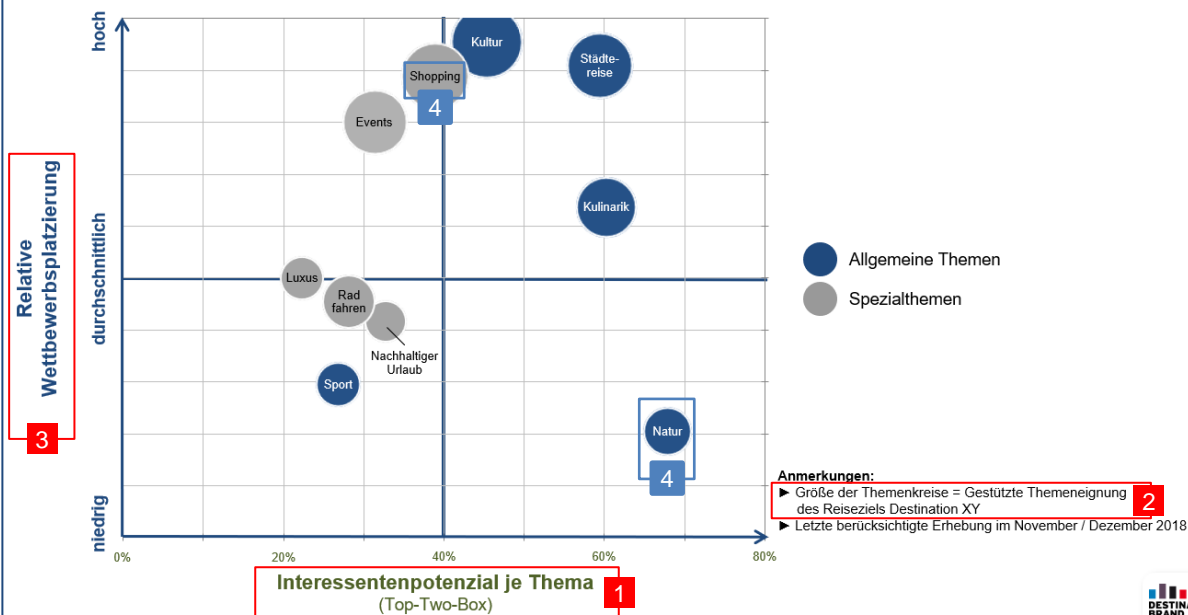 hoch
Kultur
Städte-
reise
Shopping
4
Events
Relative
Wettbewerbsplatzierung
3
durchschnittlich
Kulinarik
Luxus
Rad
fahren
Nachhaltiger
Urlaub
Sport
Natur
4
niedrig
0%
20%
40%
60%
80%
Interessentenpotenzial je Thema
(Top-Two-Box)
1
Allgemeine Themen
Spezialthemen
Anmerkungen:
► Größe der Themenkreise = Gestützte Themeneignung
des Reiseziels Destination XY
2
► Letzte berücksichtigte Erhebung im November / Dezember 2018